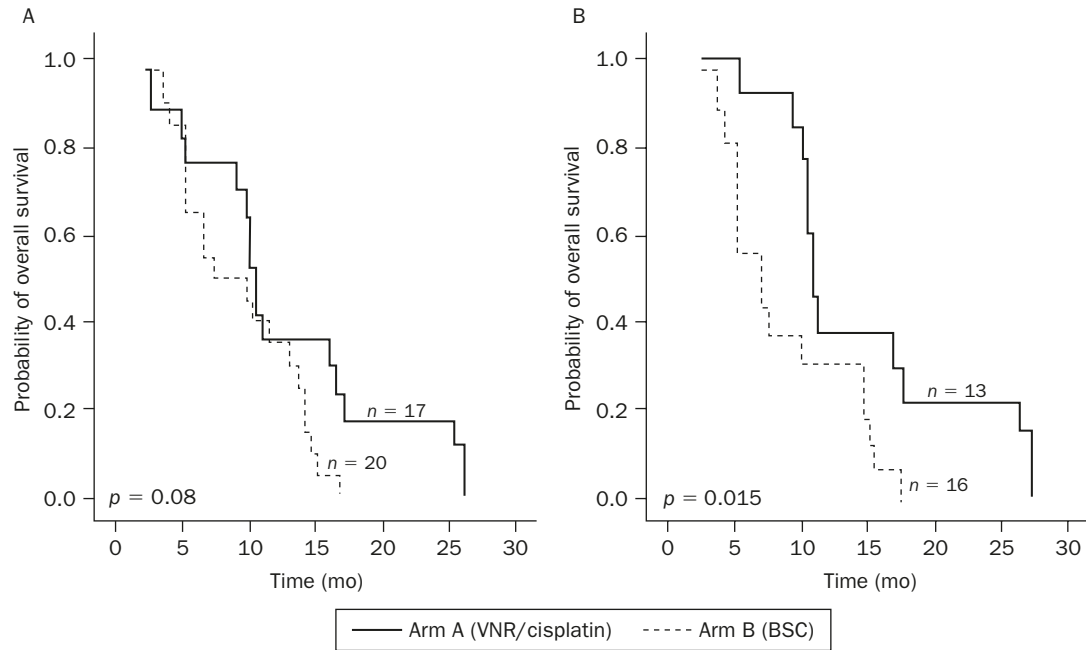 A
Probability of overall survival
1.0
0.8
0.6
0.4
0.2
0.0
n = 17
n = 20
p = 0.08
0 5 10 15 20 25 30
Time (mo)
B
Probability of overall survival
1.0
0.8
0.6
0.4
0.2
0.0
n = 13
n = 16
p = 0.015
0 5 10 15 20 25 30
Time (mo)
Arm A (VNR/cisplatin) Arm B (BSC)